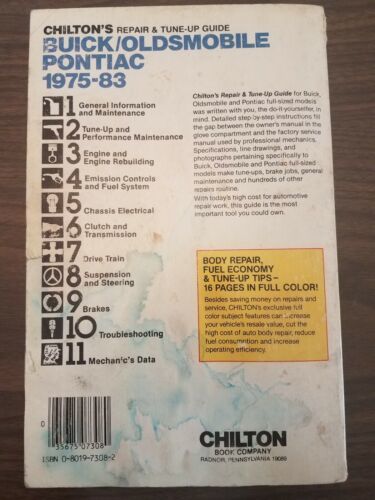 CHILTON'S REPAIR & TUNE-UP GUIDE
BUICK/OLDSMOBILE
PONTIAC
1975-83
1 General Information
and Maintenance
2 Tune-Up and
Performance Maintenance
3 Engine and
Engine Rebuilding
4 Emission Controls
and Fuel System
5 Chassis Electrical
6 Clutch and
Transmission
7 Drive Train
8 Suspension
and Steering
9 Brakes
10 Troubleshooting
11 Mechanic's Data
Chilton's Repair & Tune-Up Guide for Buick,
Oldsmobile and Pontiac full-sized models
was written with you, the do-it-yourselfer, in
mind. Detailed step-by-step instructions fill
the gap between the owner's manual in the
glove compartment and the factory service
manual used by professional mechanics.
Specifications, line drawings, and
photographs pertaining specifically to
Buick, Oldsmobile and Pontiac full-sized
models make tune-ups, brake jobs, general
maintenance and hundreds of other
repairs routine.
With today's high cost for automotive
repair work, this guide is the most
important tool you could own.
BODY REPAIR,
FUEL ECONOMY
& TUNE-UP TIPS—
16 PAGES IN FULL COLOR!
Besides saving money on repairs and
service, CHILTON's exclusive full
color subject features can increase
your vehicle's resale value, cut the
high cost of auto body repair, reduce
fuel consumption and increase
operating efficiency.
0
35675 07308
ISBN 0-8019-7308-2
CHILTON
BOOK COMPANY
RADNOR, PENNSYLVANIA 19089